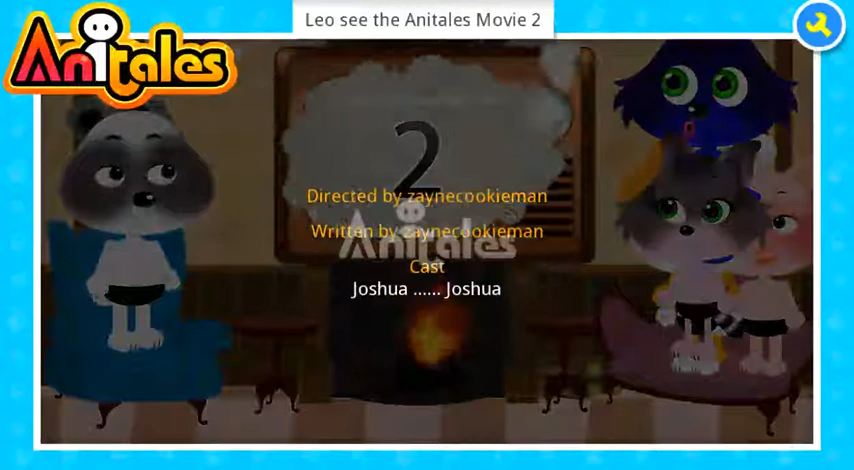 Leo see the Anitales Movie 2
Anitales
2
Directed by zaynecookieman
Written by zaynecookieman
Anitales
Cast
Joshua ...... Joshua